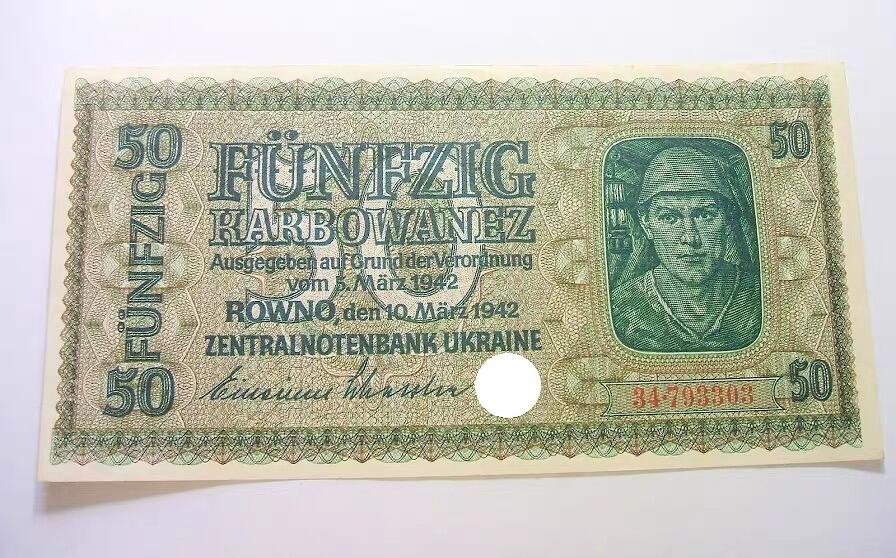 50
50
FÜNFZIG
FÜNFZIG
KARBOWANEZ
Ausgegeben auf Grund der Verordnung
vom 5. März 1942
ROWNO, den 10. März 1942
ZENTRALNOTENBANK UKRAINE
50
50
34·793303
50